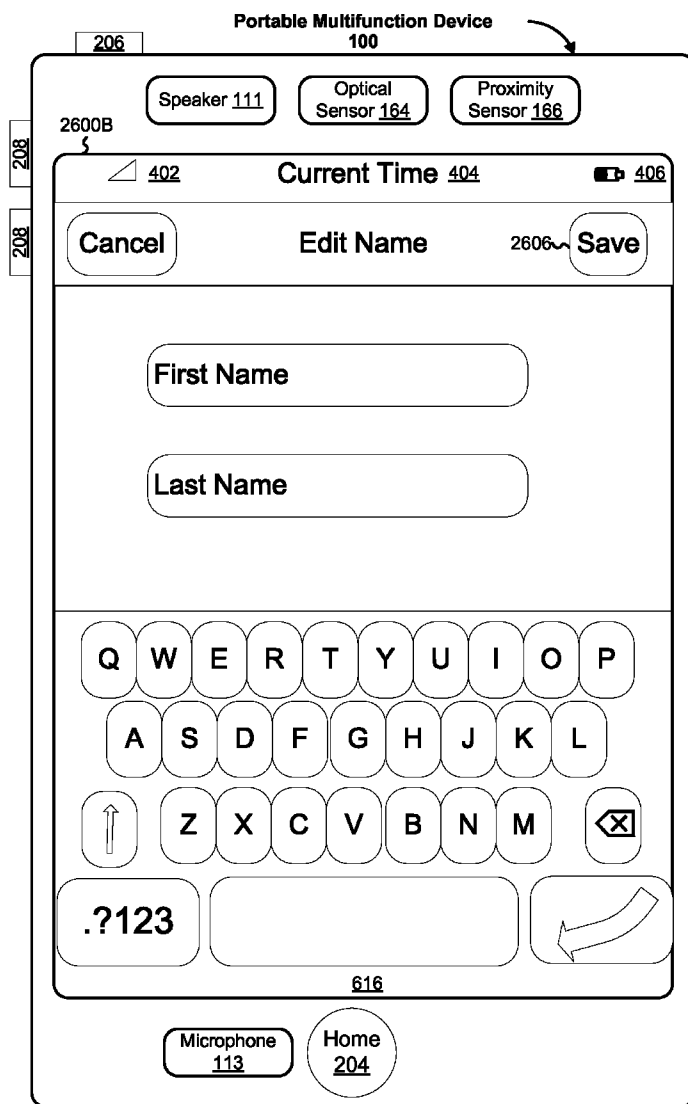 Portable Multifunction Device
100
206
Speaker 111
Optical
Sensor 164
Proximity
Sensor 166
208
2600B
402
Current Time 404
406
208
Cancel
Edit Name
2606
Save
First Name
Last Name
Q W E R T Y U I O P
A S D F G H J K L
Z X C V B N M
.?123
616
Microphone
113
Home
204